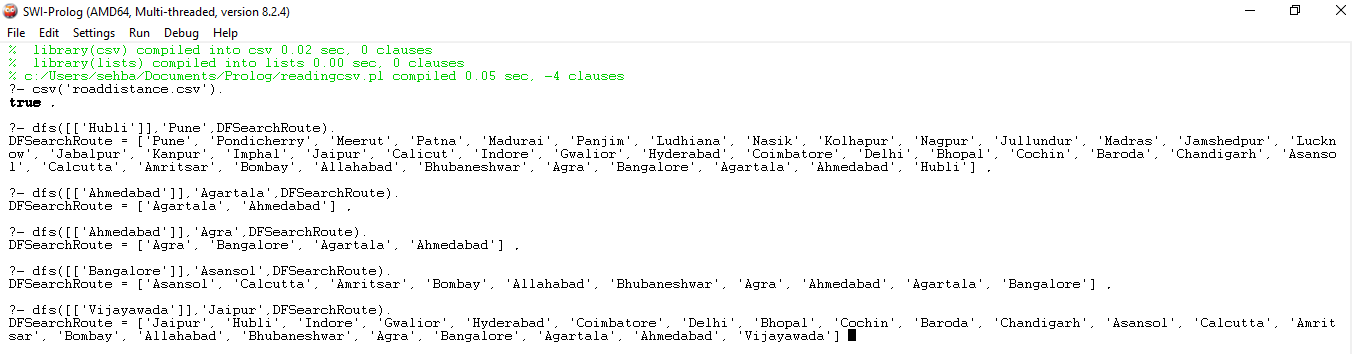 SWI-Prolog (AMD64, Multi-threaded, version 8.2.4)
File Edit Settings Run Debug Help
%  library(csv) compiled into csv 0.02 sec, 0 clauses
%  library(lists) compiled into lists 0.00 sec, 0 clauses
% c:/Users/sehba/Documents/Prolog/readingcsv.pl compiled 0.05 sec, -4 clauses
?- csv('roaddistance.csv').
true .
?- dfs([['Hubli']],'Pune',DFSearchRoute).
DFSearchRoute = ['Pune', 'Pondicherry', 'Meerut', 'Patna', 'Madurai', 'Panjim', 'Ludhiana', 'Nasik', 'Kolhapur', 'Nagpur', 'Jullundur', 'Madras', 'Jamshedpur', 'Luckn
ow', 'Jabalpur', 'Kanpur', 'Imphal', 'Jaipur', 'Calicut', 'Indore', 'Gwalior', 'Hyderabad', 'Coimbatore', 'Delhi', 'Bhopal', 'Cochin', 'Baroda', 'Chandigarh', 'Asanso
l', 'Calcutta', 'Amritsar', 'Bombay', 'Allahabad', 'Bhubaneshwar', 'Agra', 'Bangalore', 'Agartala', 'Ahmedabad', 'Hubli'] .
?- dfs([['Ahmedabad']],'Agartala',DFSearchRoute).
DFSearchRoute = ['Agartala', 'Ahmedabad'] .
?- dfs([['Ahmedabad']],'Agra',DFSearchRoute).
DFSearchRoute = ['Agra', 'Bangalore', 'Agartala', 'Ahmedabad'] .
?- dfs([['Bangalore']],'Asansol',DFSearchRoute).
DFSearchRoute = ['Asansol', 'Calcutta', 'Amritsar', 'Bombay', 'Allahabad', 'Bhubaneshwar', 'Agra', 'Ahmedabad', 'Agartala', 'Bangalore'] .
?- dfs([['Vijayawada']],'Jaipur',DFSearchRoute).
DFSearchRoute = ['Jaipur', 'Hubli', 'Indore', 'Gwalior', 'Hyderabad', 'Coimbatore', 'Delhi', 'Bhopal', 'Cochin', 'Baroda', 'Chandigarh', 'Asansol', 'Calcutta', 'Amrit
sar', 'Bombay', 'Allahabad', 'Bhubaneshwar', 'Agra', 'Bangalore', 'Agartala', 'Ahmedabad', 'Vijayawada']